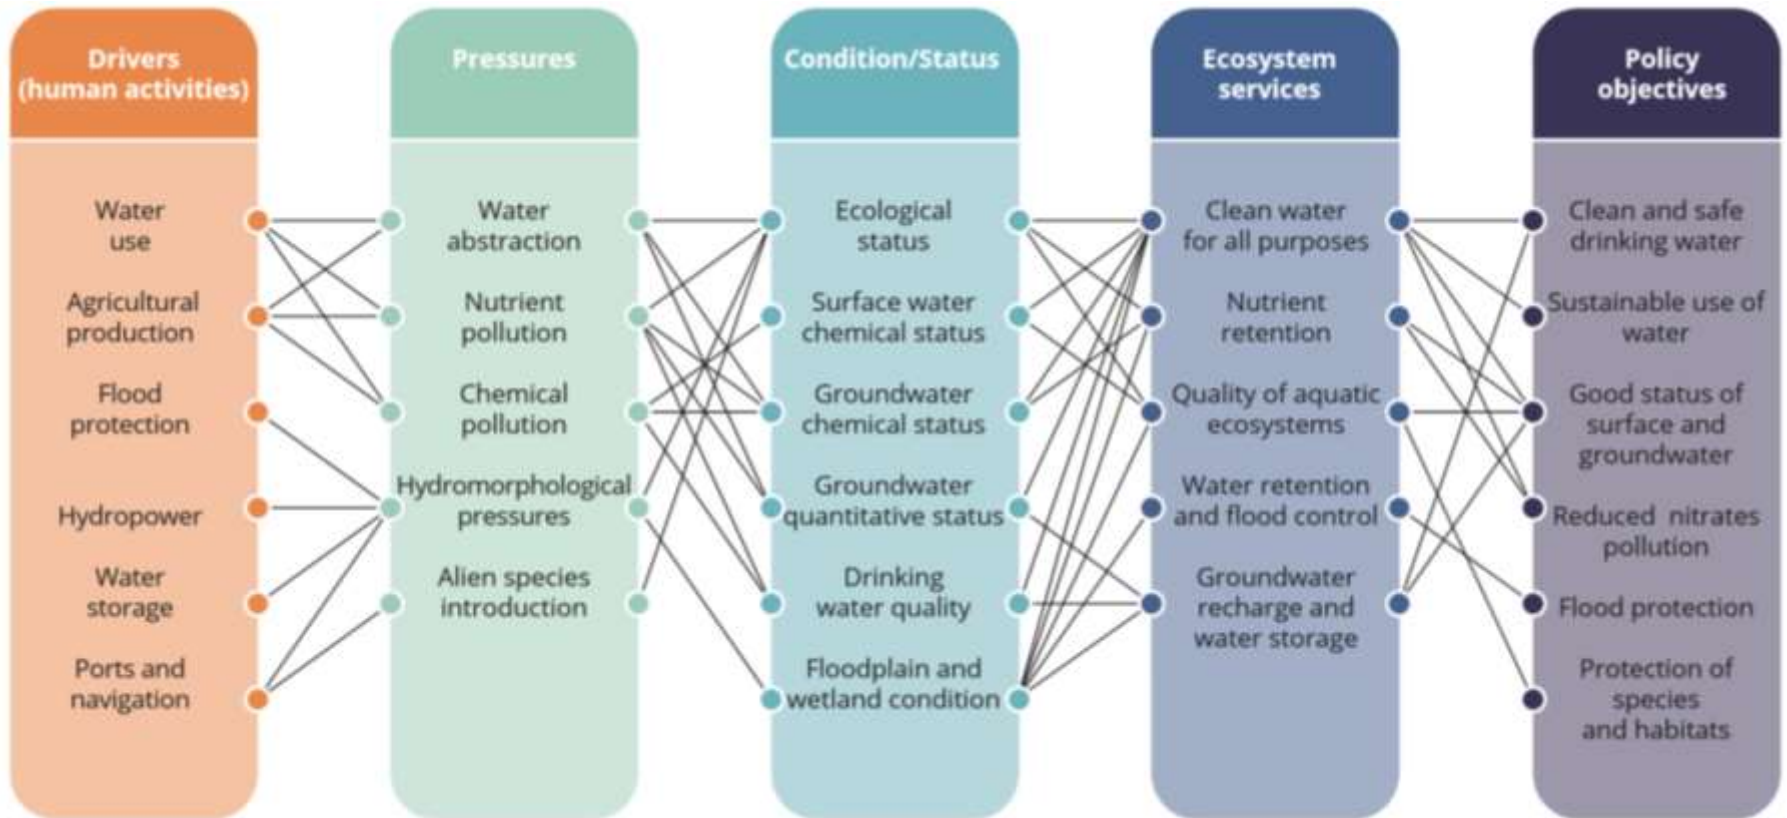 Drivers
(human activities)
Water
use
Agricultural
production
Flood
protection
Hydropower
Water
storage
Ports and
navigation
Pressures
Water
abstraction
Nutrient
pollution
Chemical
pollution
Hydromorphological
pressures
Alien species
introduction
Condition/Status
Ecological
status
Surface water
chemical status
Groundwater
chemical status
Groundwater
quantitative status
Drinking
water quality
Floodplain and
wetland condition
Ecosystem
services
Clean water
for all purposes
Nutrient
retention
Quality of aquatic
ecosystems
Water retention
and flood control
Groundwater
recharge and
water storage
Policy
objectives
Clean and safe
drinking water
Sustainable use of
water
Good status of
surface and
groundwater
Reduced nitrates
pollution
Flood protection
Protection of
species
and habitats